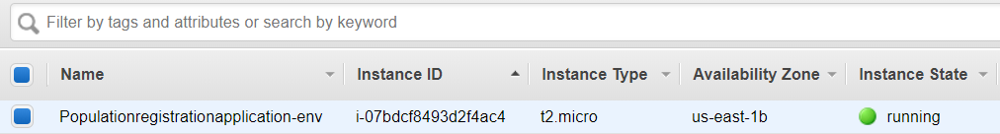 Filter by tags and attributes or search by keyword
Name Instance ID Instance Type Availability Zone Instance State
Populationregistrationapplication-env i-07bdcf8493d2f4ac4 t2.micro us-east-1b running